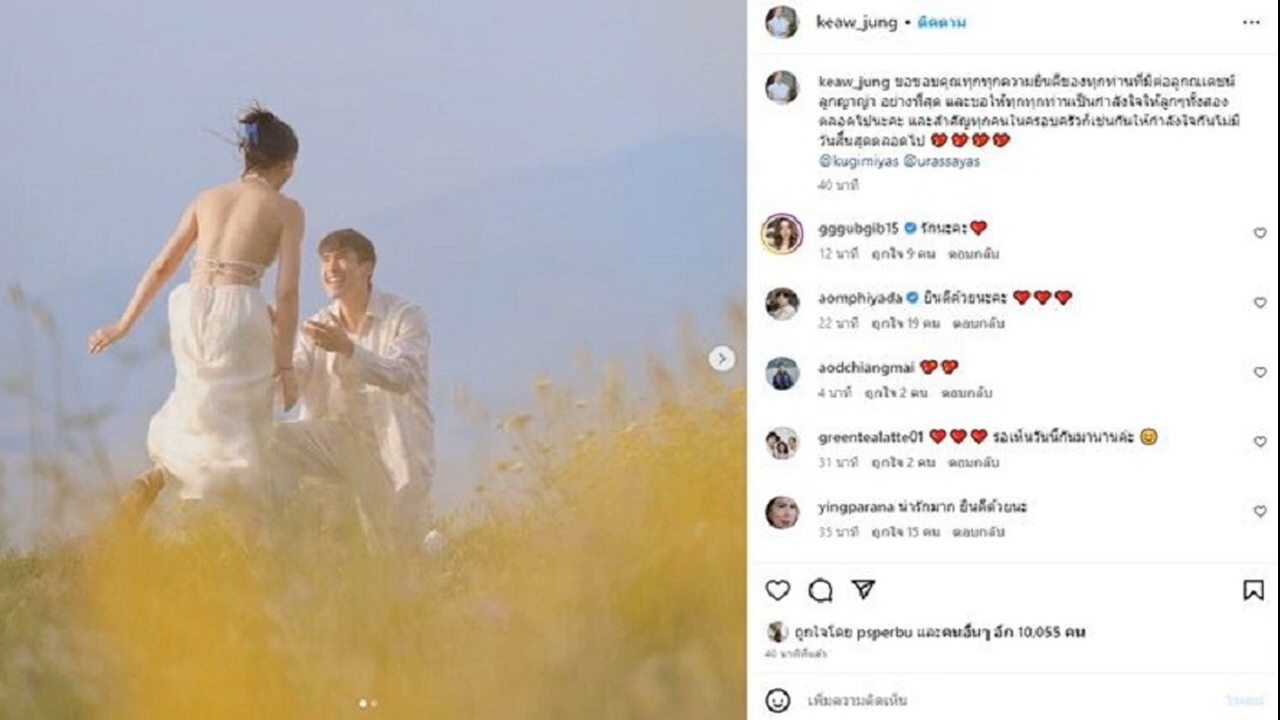 keaw_jung • ติดตาม
keaw_jung ขอขอบคุณทุกๆความยินดีของทุกท่านที่มีต่อลูกณเดชน์
ลูกญาญ่า อย่างที่สุด และขอให้ทุกทุกท่านเป็นกำลังใจให้ลูกๆทั้งสอง
ตลอดไปนะคะ และสำคัญทุกคนในครอบครัวก็เช่นกันให้กำลังใจกันไม่มี
วันสิ้นสุดตลอดไป ❤️❤️❤️❤️
@kugimiyas @urassayas
40 นาที
gggubgib15 รักนะคะ❤️
12 นาที ถูกใจ 9 คน ตอบกลับ
aomphiyada ยินดีด้วยนะคะ ❤️❤️❤️
22 นาที ถูกใจ 19 คน ตอบกลับ
aodchiangmai ❤️❤️
4 นาที ถูกใจ 2 คน ตอบกลับ
greentealatte01 ❤️❤️❤️ รอเห็นวันนี้กันมานานค่ะ 😊
31 นาที ถูกใจ 2 คน ตอบกลับ
yingparana น่ารักมาก ยินดีด้วยนะ
35 นาที ถูกใจ 15 คน ตอบกลับ
ถูกใจโดย psperbu และคนอื่นๆ อีก 10,055 คน
40 นาทีที่แล้ว
เพิ่มความคิดเห็น
โพสต์